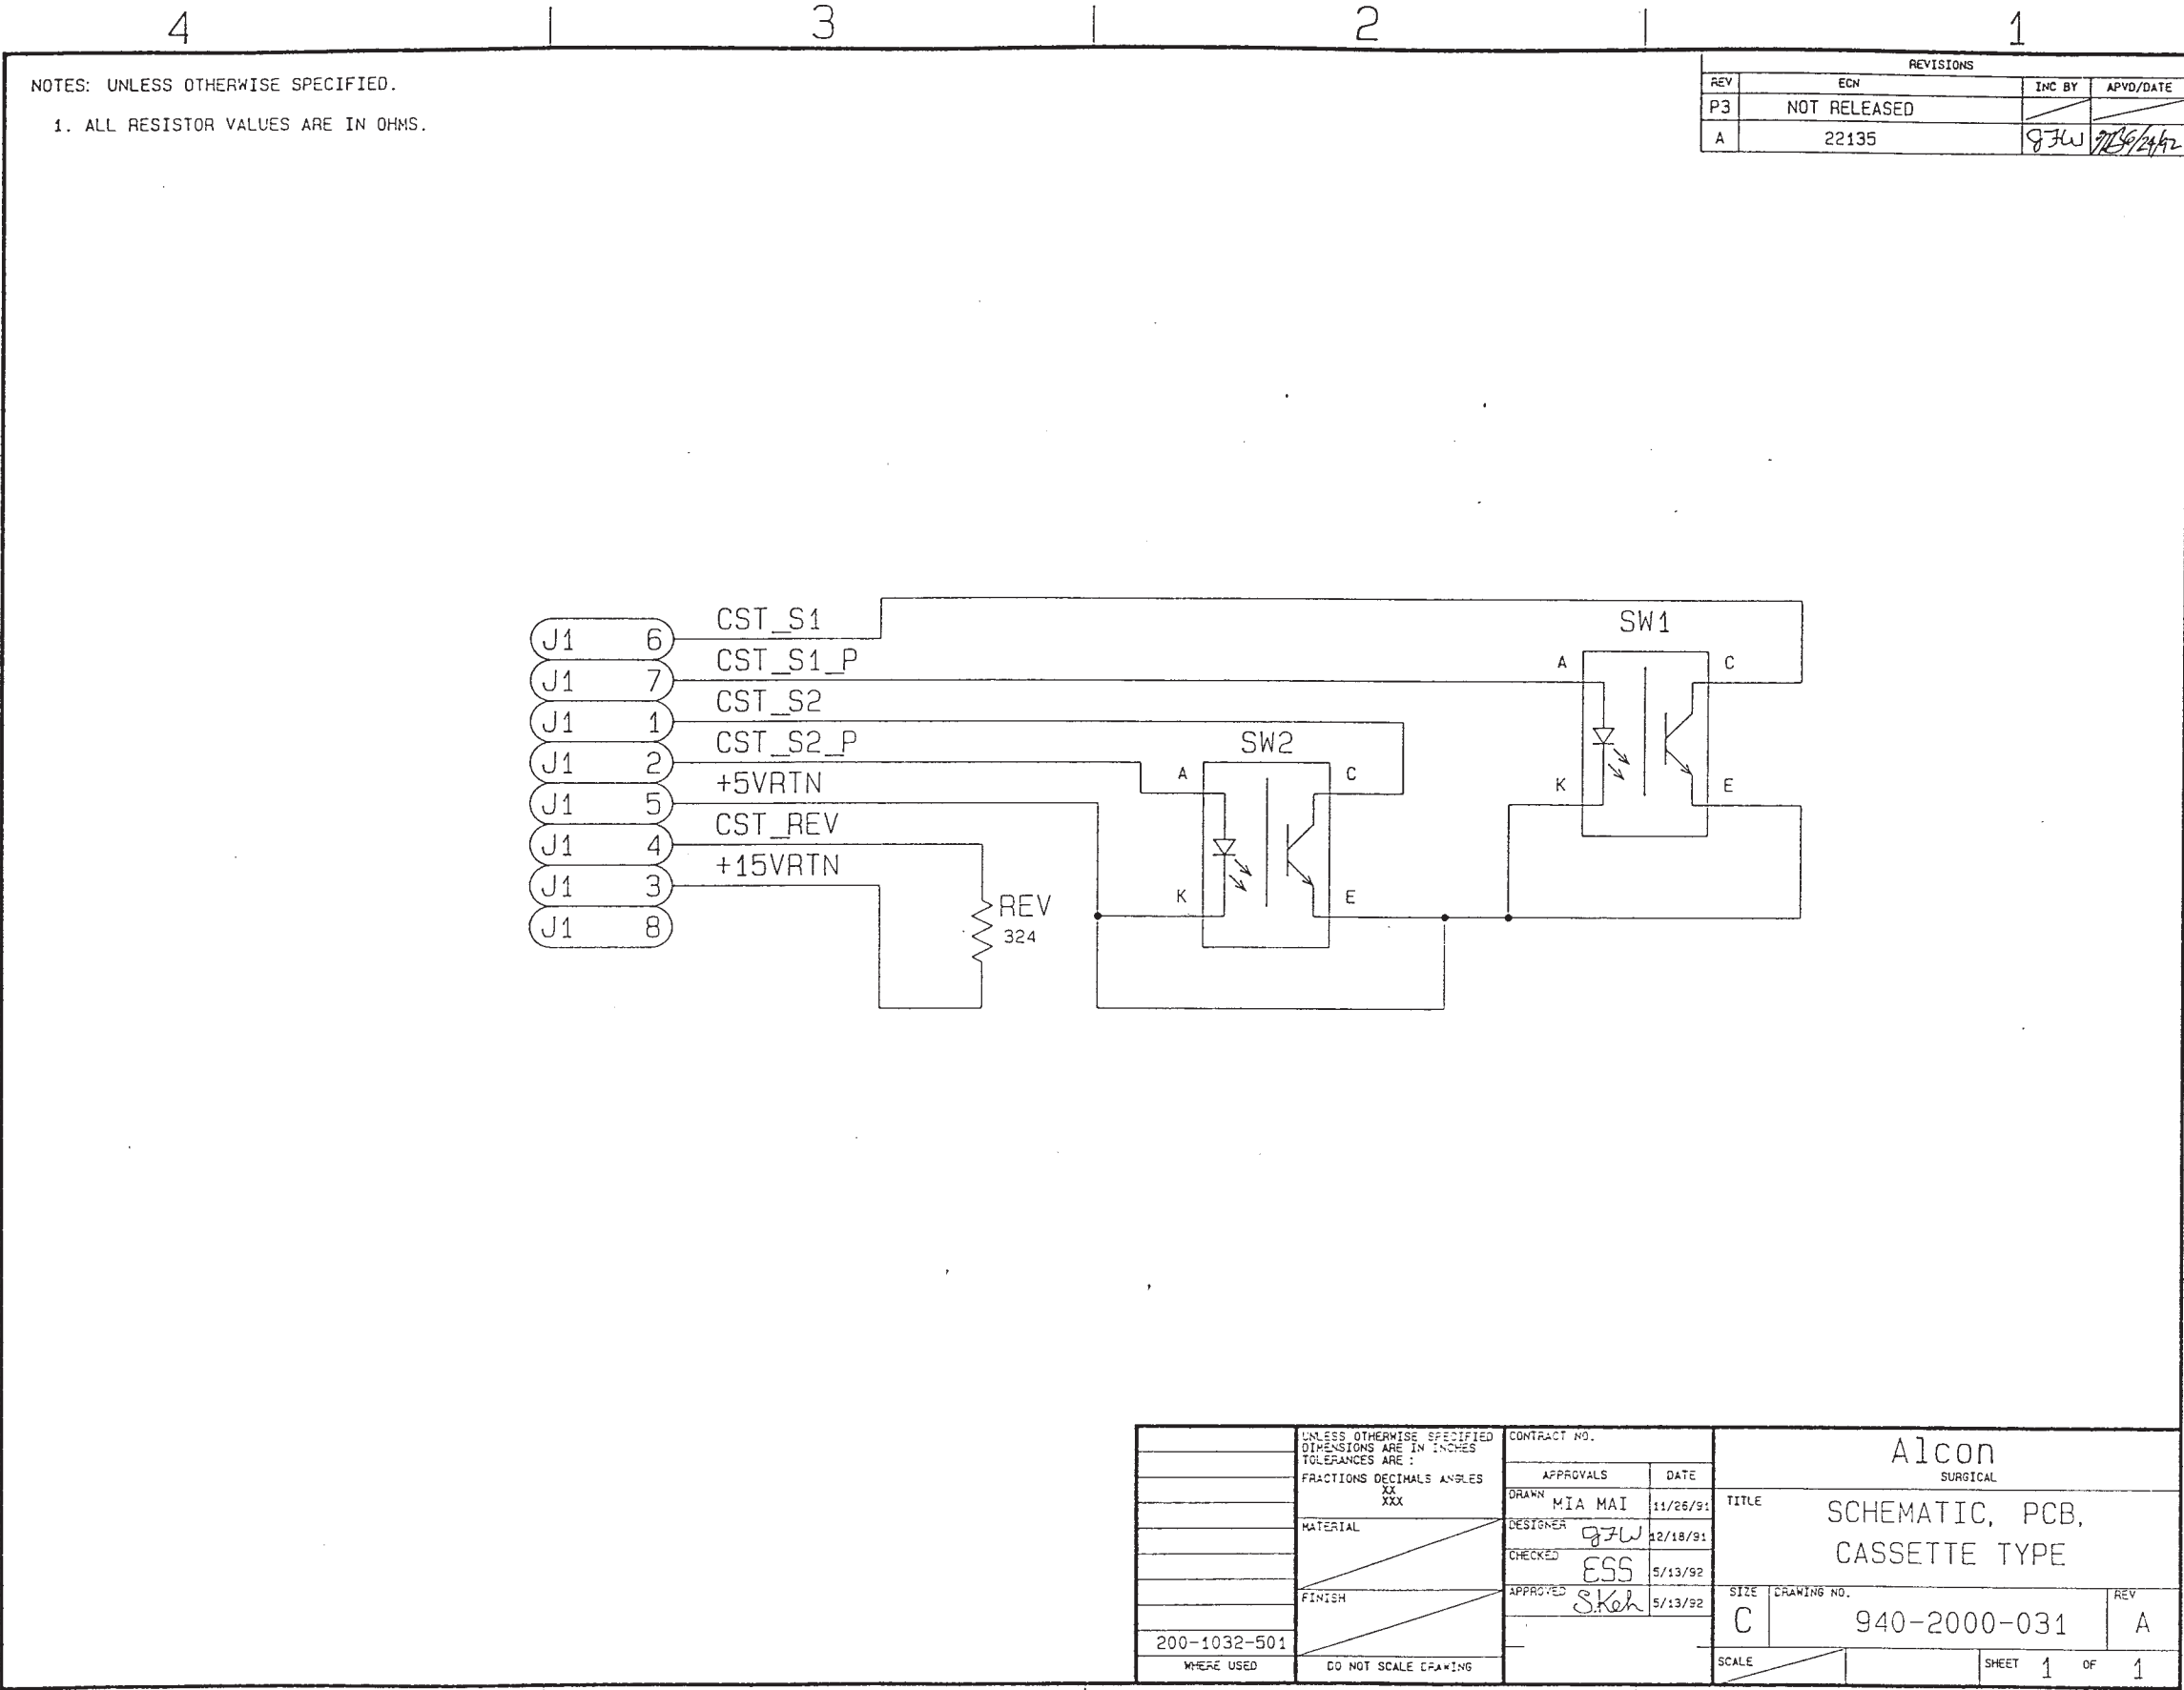 4 3 2 1
NOTES: UNLESS OTHERWISE SPECIFIED.
1. ALL RESISTOR VALUES ARE IN OHMS.
REVISIONS
REV ECN INC BY APVD/DATE
P3 NOT RELEASED
A 22135 JFW 6/24/92
J1 6 CST_S1
J1 7 CST_S1_P
J1 1 CST_S2
J1 2 CST_S2_P
J1 5 +5VRTN
J1 4 CST_REV
J1 3 +15VRTN
J1 8
REV
324
SW2
A C
K E
SW1
A C
K E
200-1032-501
WHERE USED
UNLESS OTHERWISE SPECIFIED
DIMENSIONS ARE IN INCHES
TOLERANCES ARE :
FRACTIONS DECIMALS ANGLES
XX
XXX
MATERIAL
FINISH
DO NOT SCALE DRAWING
CONTRACT NO.
APPROVALS DATE
DRAWN MIA MAI 11/26/91
DESIGNER JFW 12/18/91
CHECKED ESS 5/13/92
APPROVED S.Keh 5/13/92
Alcon
SURGICAL
TITLE
SCHEMATIC, PCB,
CASSETTE TYPE
SIZE C
DRAWING NO. 940-2000-031
REV A
SCALE
SHEET 1 OF 1